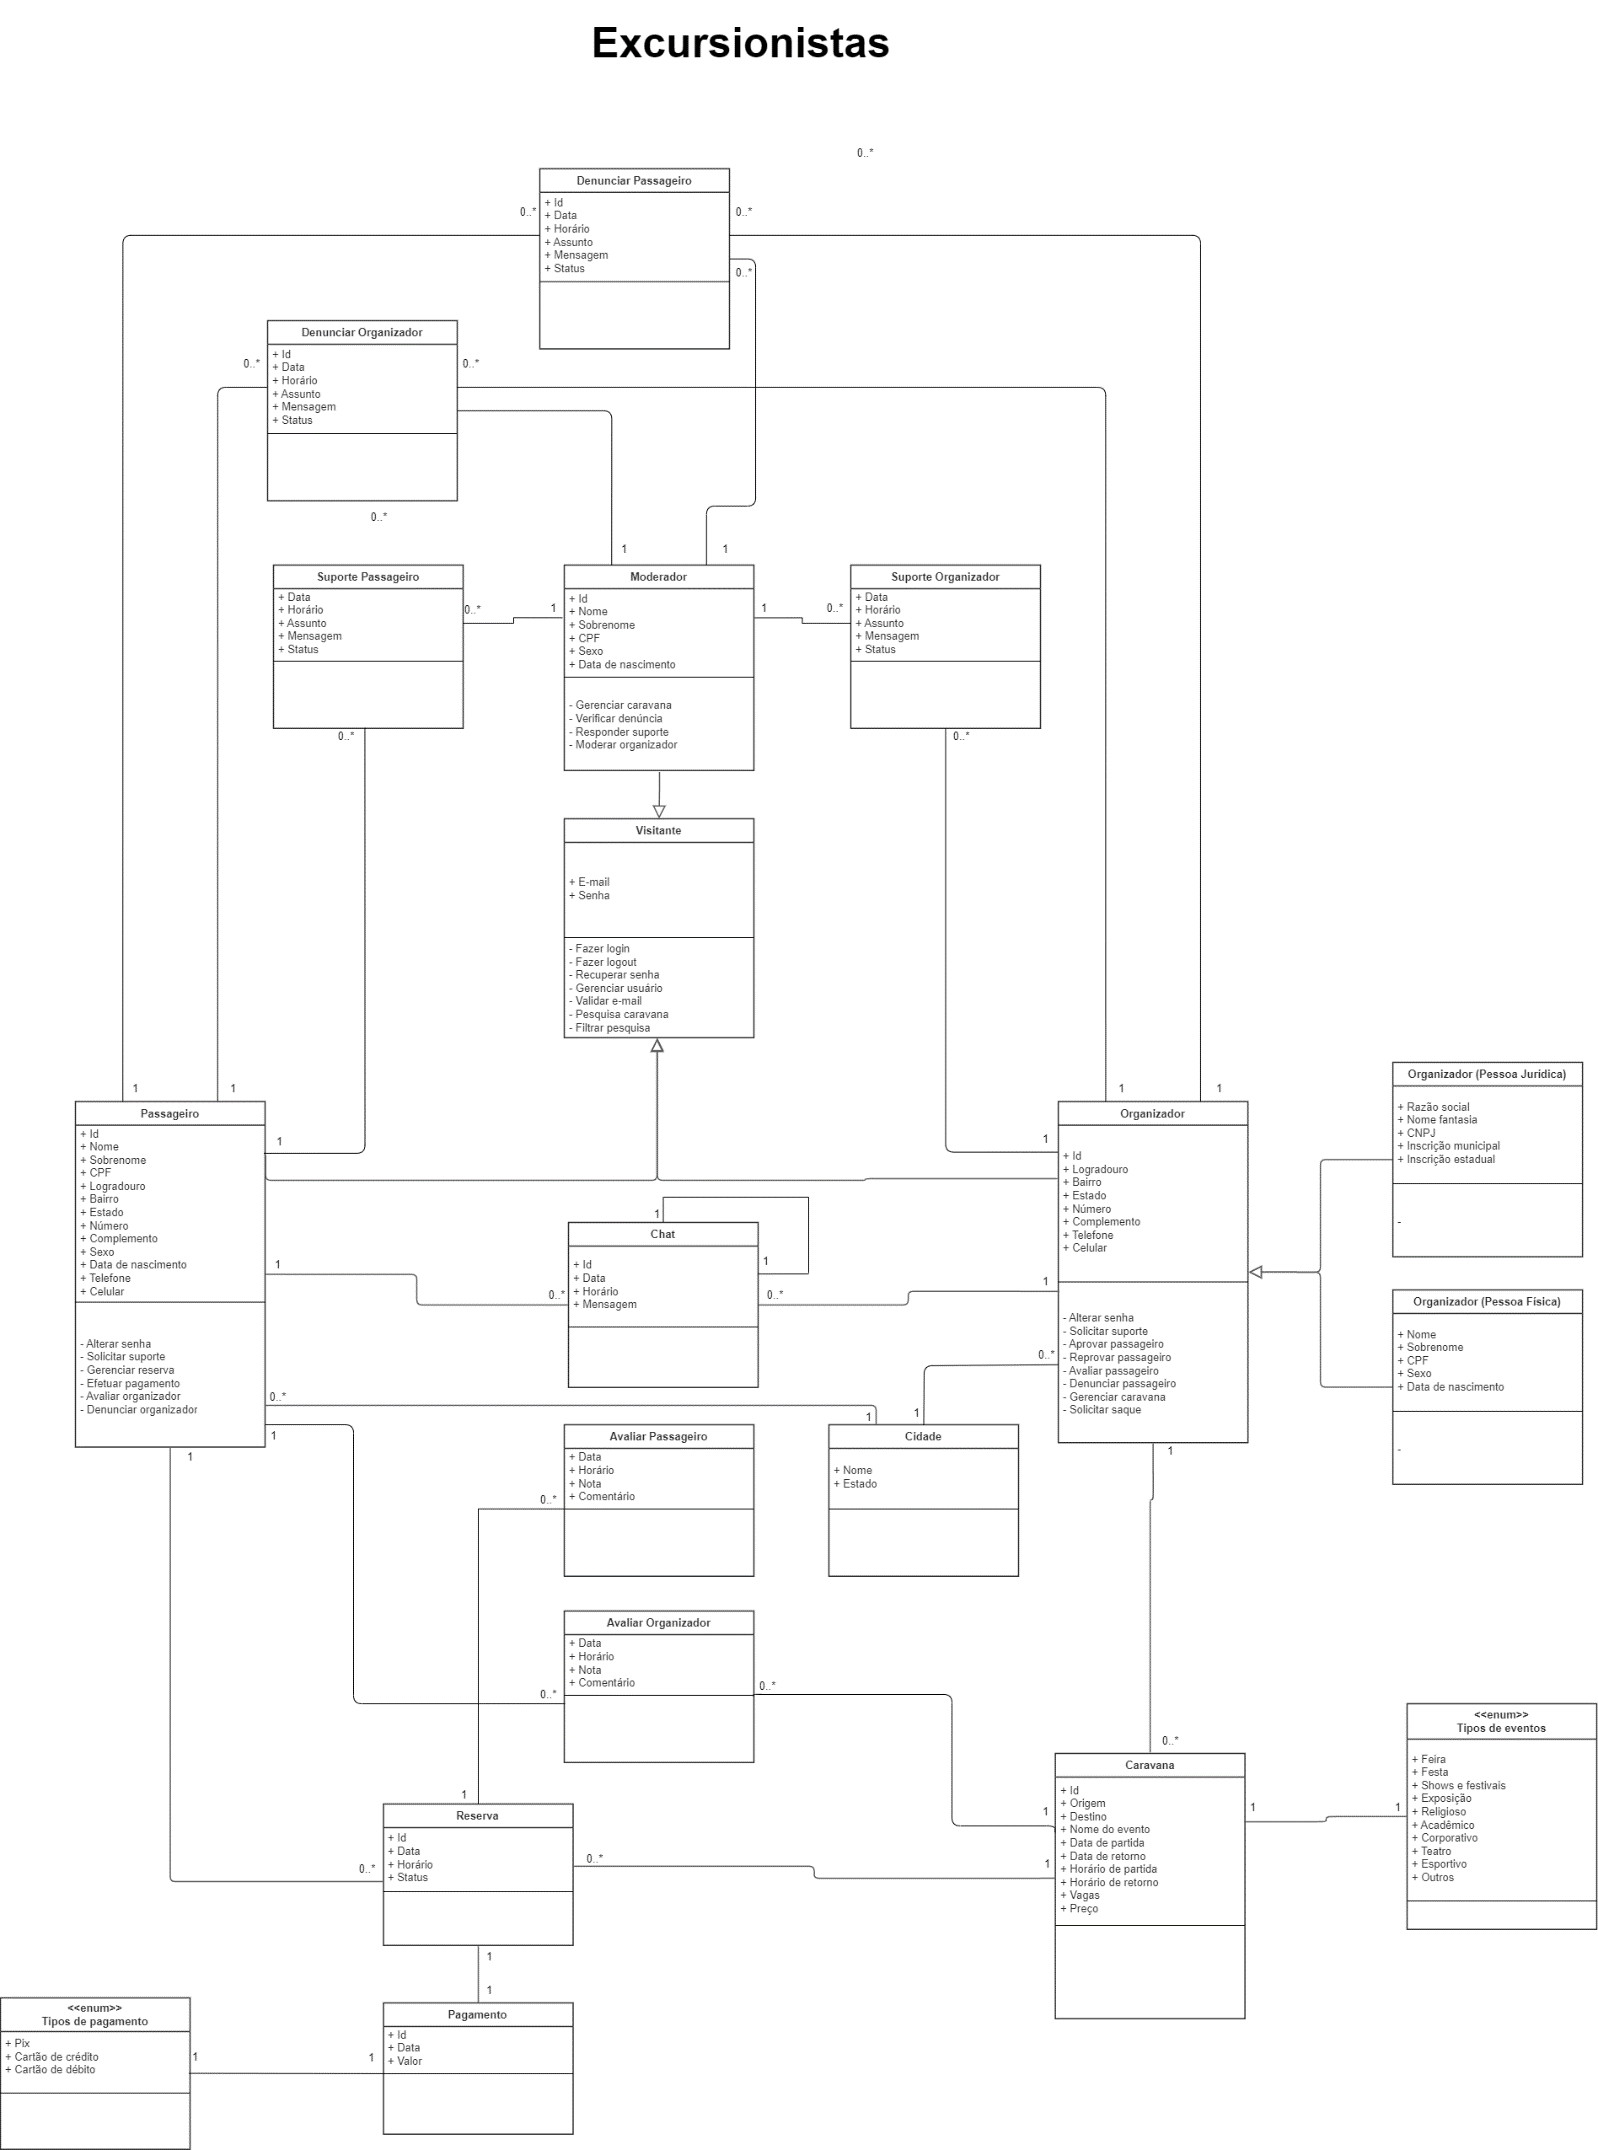 Excursionistas
0..*
Denunciar Passageiro
+ Id
+ Data
+ Horário
+ Assunto
+ Mensagem
+ Status
0..*
0..*
0..*
Denunciar Organizador
+ Id
+ Data
+ Horário
+ Assunto
+ Mensagem
+ Status
0..*
0..*
0..*
1
1
Suporte Passageiro
+ Data
+ Horário
+ Assunto
+ Mensagem
+ Status
0..*
0..*
1
Moderador
+ Id
+ Nome
+ Sobrenome
+ CPF
+ Sexo
+ Data de nascimento
- Gerenciar caravana
- Verificar denúncia
- Responder suporte
- Moderar organizador
1
0..*
Suporte Organizador
+ Data
+ Horário
+ Assunto
+ Mensagem
+ Status
0..*
Visitante
+ E-mail
+ Senha
- Fazer login
- Fazer logout
- Recuperar senha
- Gerenciar usuário
- Validar e-mail
- Pesquisa caravana
- Filtrar pesquisa
1
1
1
1
Passageiro
+ Id
+ Nome
+ Sobrenome
+ CPF
+ Logradouro
+ Bairro
+ Estado
+ Número
+ Complemento
+ Sexo
+ Data de nascimento
+ Telefone
+ Celular
- Alterar senha
- Solicitar suporte
- Gerenciar reserva
- Efetuar pagamento
- Avaliar organizador
- Denunciar organizador
1
1
0..*
1
1
Chat
+ Id
+ Data
+ Horário
+ Mensagem
1
1
0..*
0..*
Organizador
+ Id
+ Logradouro
+ Bairro
+ Estado
+ Número
+ Complemento
+ Telefone
+ Celular
- Alterar senha
- Solicitar suporte
- Aprovar passageiro
- Reprovar passageiro
- Avaliar passageiro
- Denunciar passageiro
- Gerenciar caravana
- Solicitar saque
1
1
0..*
1
Organizador (Pessoa Jurídica)
+ Razão social
+ Nome fantasia
+ CNPJ
+ Inscrição municipal
+ Inscrição estadual
-
Organizador (Pessoa Física)
+ Nome
+ Sobrenome
+ CPF
+ Sexo
+ Data de nascimento
-
Avaliar Passageiro
+ Data
+ Horário
+ Nota
+ Comentário
0..*
1
1
Cidade
+ Nome
+ Estado
Avaliar Organizador
+ Data
+ Horário
+ Nota
+ Comentário
0..*
0..*
1
Reserva
+ Id
+ Data
+ Horário
+ Status
0..*
0..*
1
0..*
Caravana
+ Id
+ Origem
+ Destino
+ Nome do evento
+ Data de partida
+ Data de retorno
+ Horário de partida
+ Horário de retorno
+ Vagas
+ Preço
1
1
1
1
<<enum>>
Tipos de eventos
+ Feira
+ Festa
+ Shows e festivais
+ Exposição
+ Religioso
+ Acadêmico
+ Corporativo
+ Teatro
+ Esportivo
+ Outros
1
Pagamento
+ Id
+ Data
+ Valor
1
1
<<enum>>
Tipos de pagamento
+ Pix
+ Cartão de crédito
+ Cartão de débito